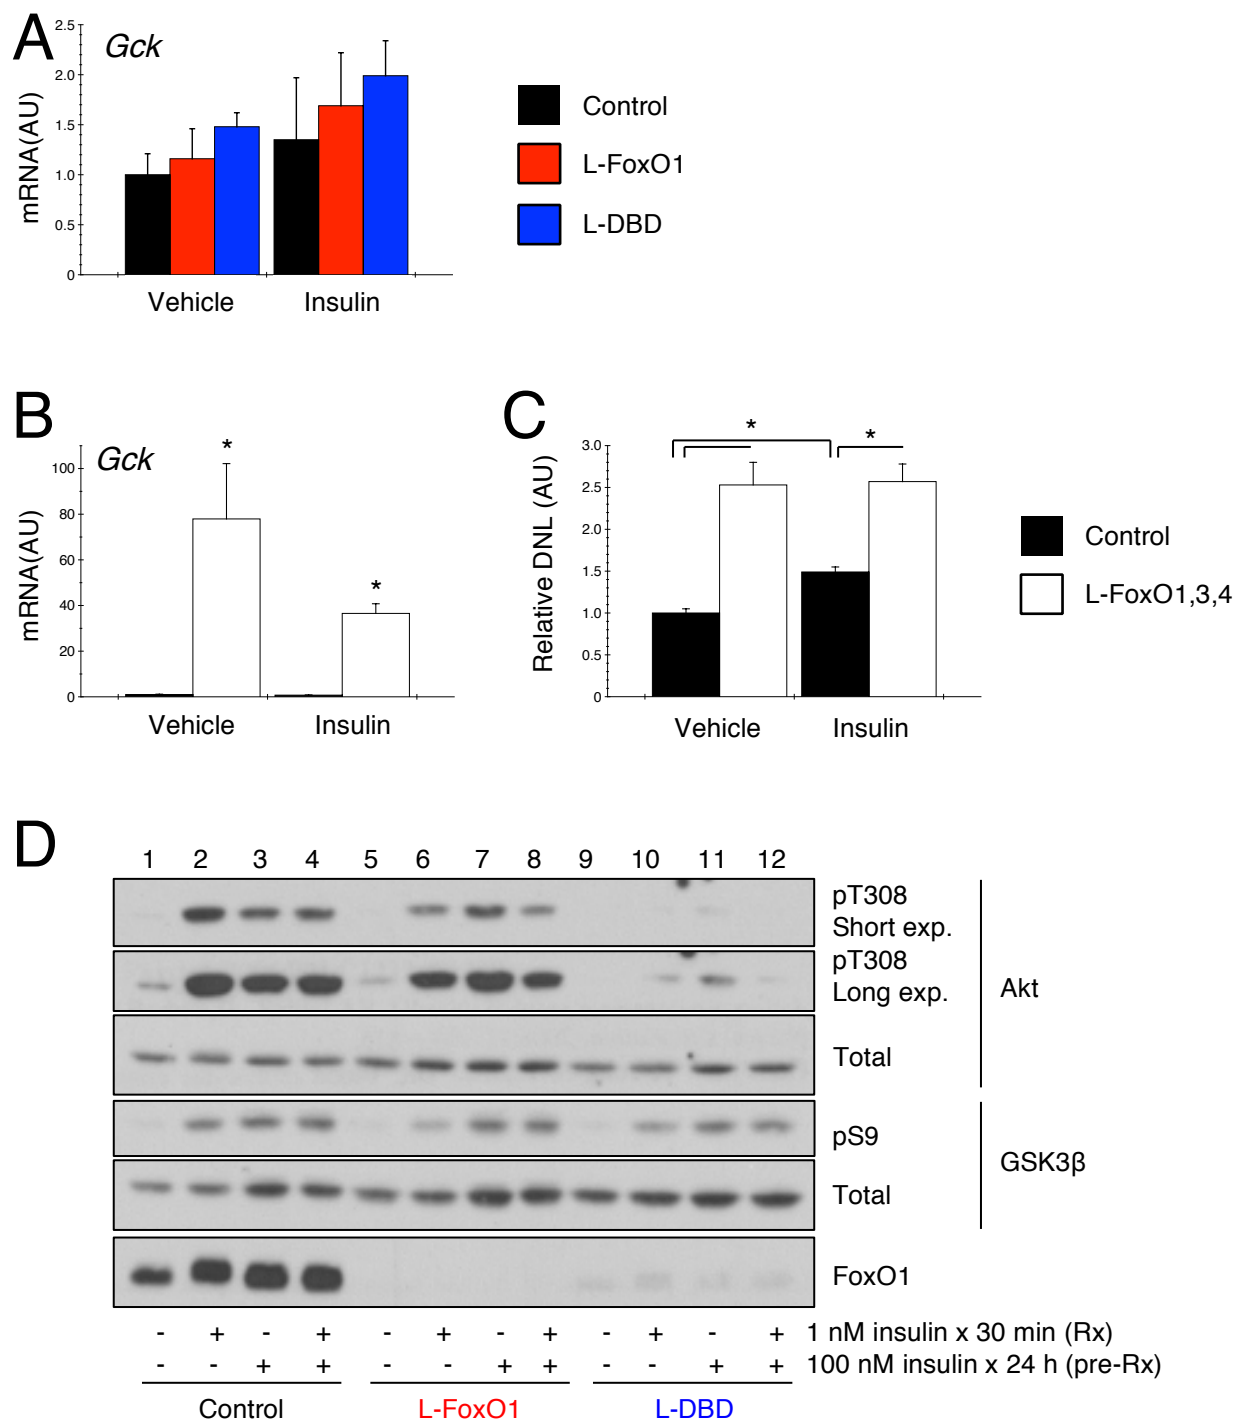 A
Gck
mRNA(AU)
2.5
2.0
1.5
1.0
0.5
0
Vehicle
Insulin
Control
L-FoxO1
L-DBD
B
Gck
mRNA(AU)
100
80
60
40
20
0
*
*
Vehicle
Insulin
C
Relative DNL (AU)
3.0
2.5
2.0
1.5
1.0
0.5
0
*
*
Vehicle
Insulin
Control
L-FoxO1,3,4
D
1 2 3 4 5 6 7 8 9 10 11 12
pT308
Short exp.
pT308
Long exp.
Total
Akt
pS9
Total
GSK3β
FoxO1
- + - + - + - + - + - + 1 nM insulin x 30 min (Rx)
- - + + - - + + - - + + 100 nM insulin x 24 h (pre-Rx)
Control L-FoxO1 L-DBD